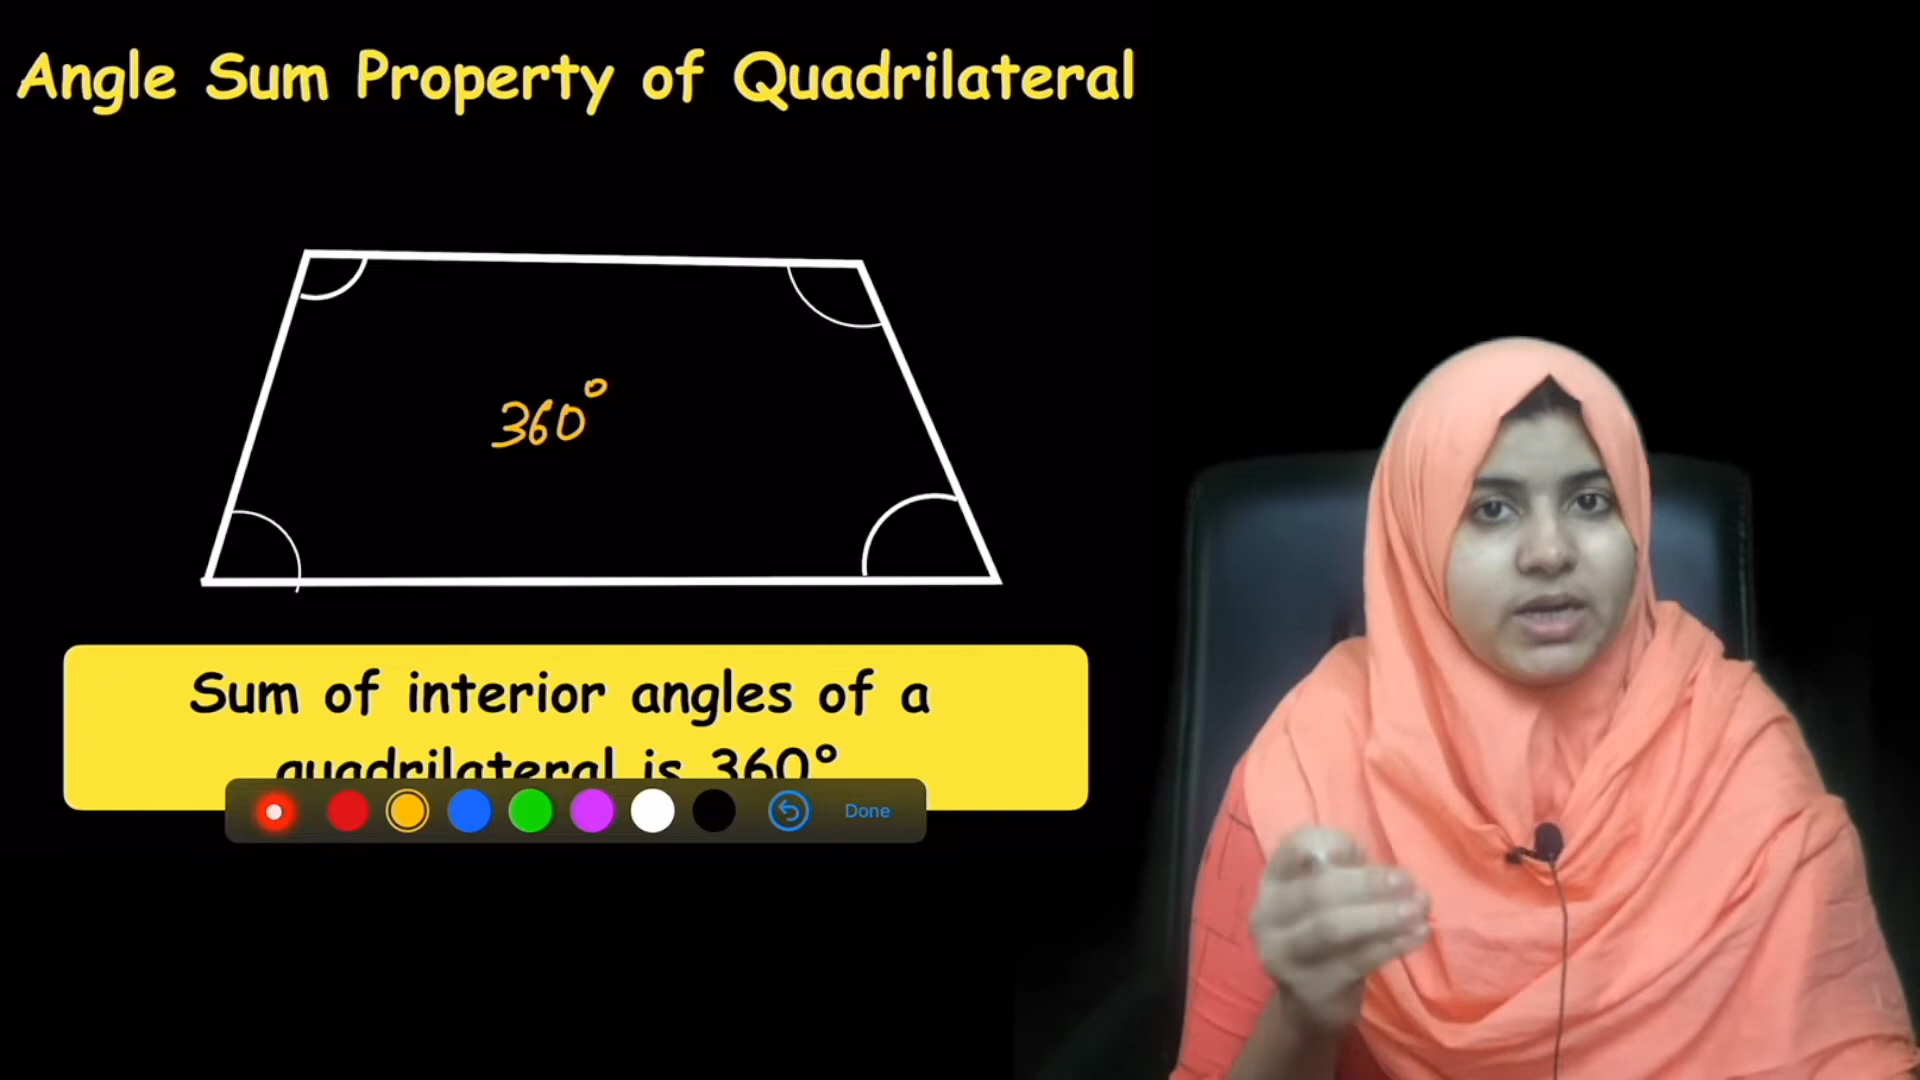 Angle Sum Property of Quadrilateral
360°
Sum of interior angles of a
quadrilateral is 360°
Done